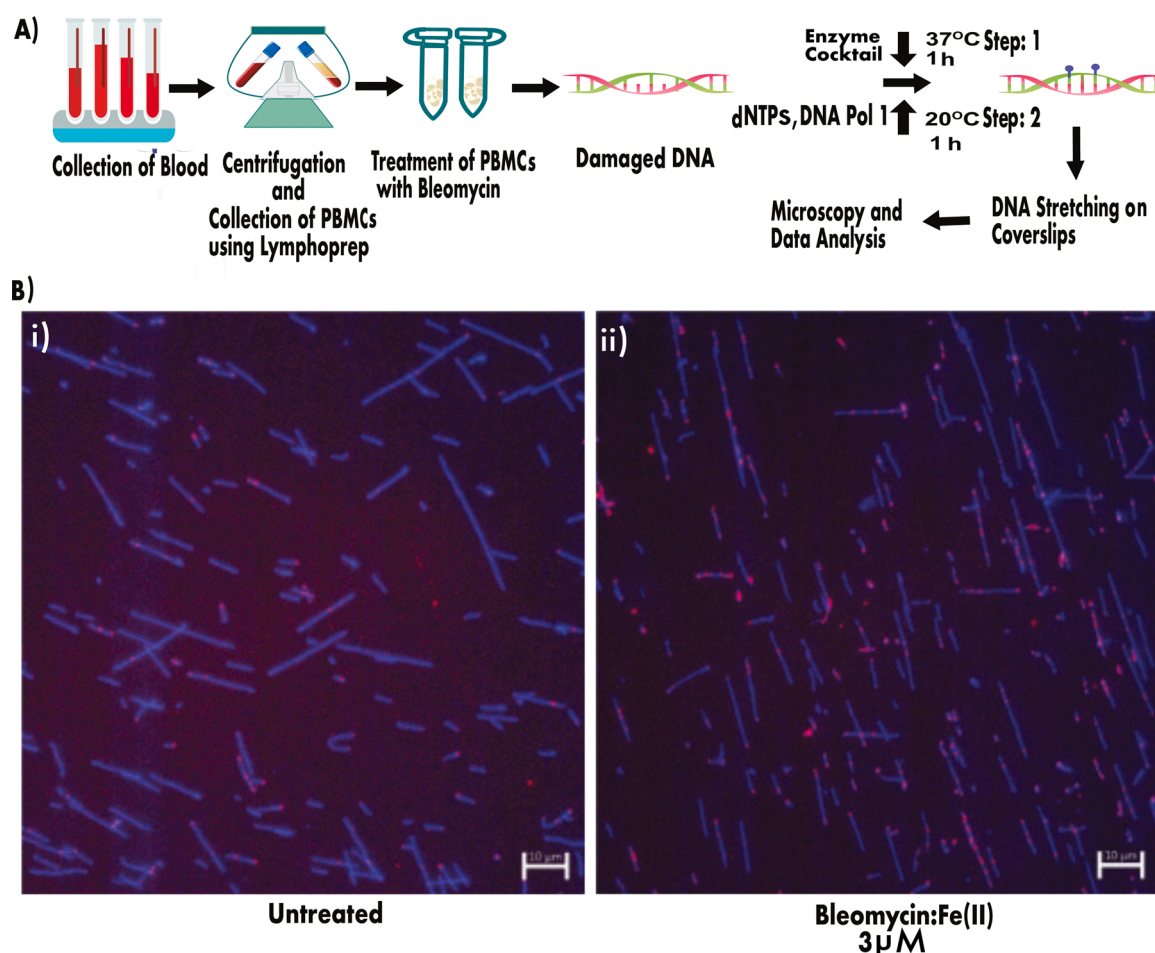 A)
Collection of Blood
Centrifugation
and
Collection of PBMCs
using Lymphoprep
Treatment of PBMCs
with Bleomycin
Damaged DNA
Enzyme
Cocktail
37°C Step: 1
1h
dNTPs, DNA Pol 1
20°C Step: 2
1 h
DNA Stretching on
Coverslips
Microscopy and
Data Analysis
B)
i)
10 µm
Untreated
ii)
10 µm
Bleomycin:Fe(II)
3µM